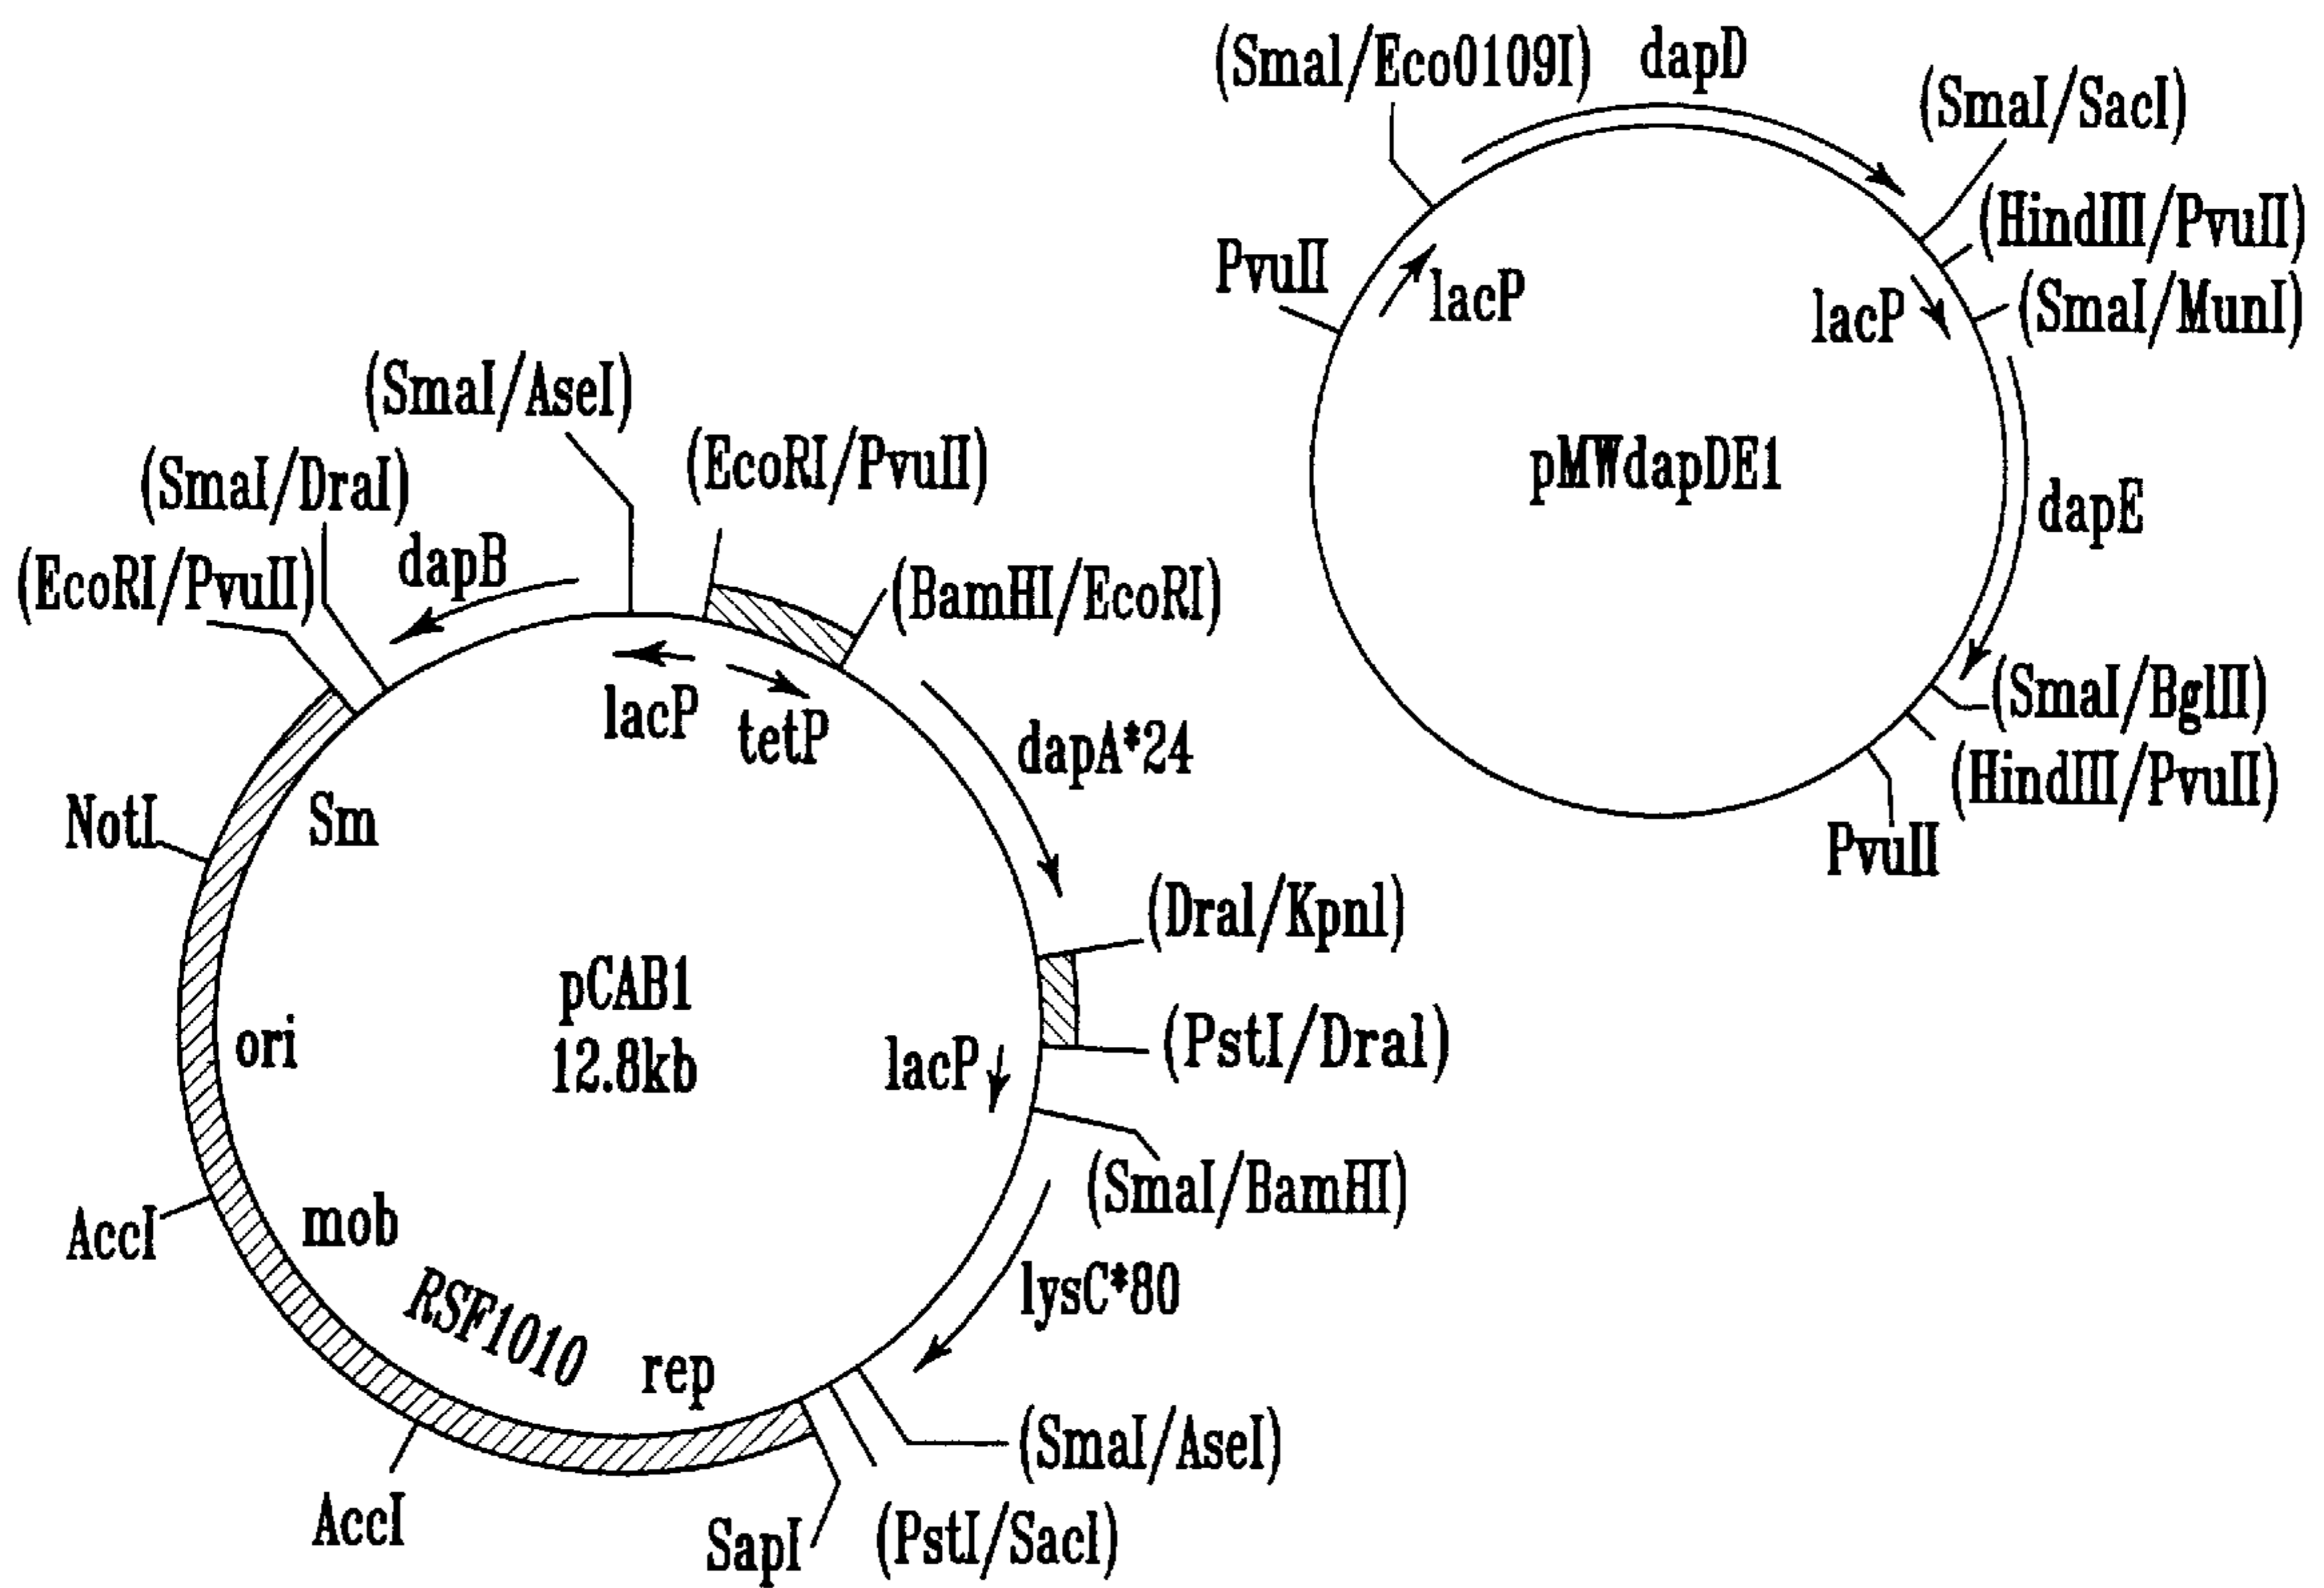 (SmaI/Eco0109I)
dapD
(SmaI/SacI)
(HindIII/PvuII)
(SmaI/MunI)
PvuII
lacP
lacP
pMWdapDE1
dapE
(SmaI/BglII)
(HindIII/PvuII)
PvuII
(SmaI/AseI)
(EcoRI/PvuII)
(SmaI/DraI)
dapB
(EcoRI/PvuII)
(BamHI/EcoRI)
lacP
tetP
dapA*24
NotI
Sm
(DraI/KpnI)
pCAB1
12.8kb
ori
lacP
(PstI/DraI)
(SmaI/BamHI)
AccI
mob
RSF1010
rep
lysC*80
(SmaI/AseI)
AccI
SapI
(PstI/SacI)